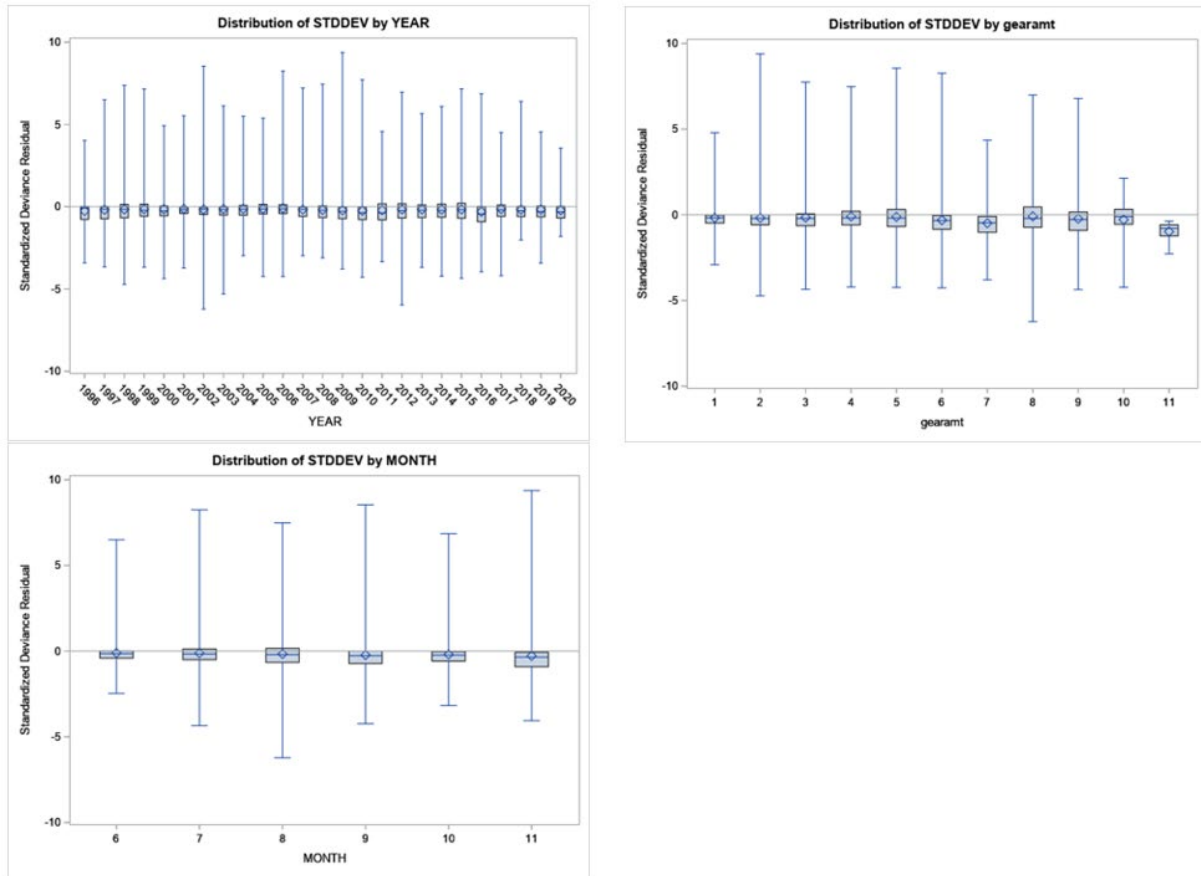 Distribution of STDDEV by YEAR
Standardized Deviance Residual
10
5
0
-5
-10
1996 1997 1998 1999 2000 2001 2002 2003 2004 2005 2006 2007 2008 2009 2010 2011 2012 2013 2014 2015 2016 2017 2018 2019 2020
YEAR
Distribution of STDDEV by gearamt
Standardized Deviance Residual
10
5
0
-5
-10
1 2 3 4 5 6 7 8 9 10 11
gearamt
Distribution of STDDEV by MONTH
Standardized Deviance Residual
10
5
0
-5
-10
6 7 8 9 10 11
MONTH